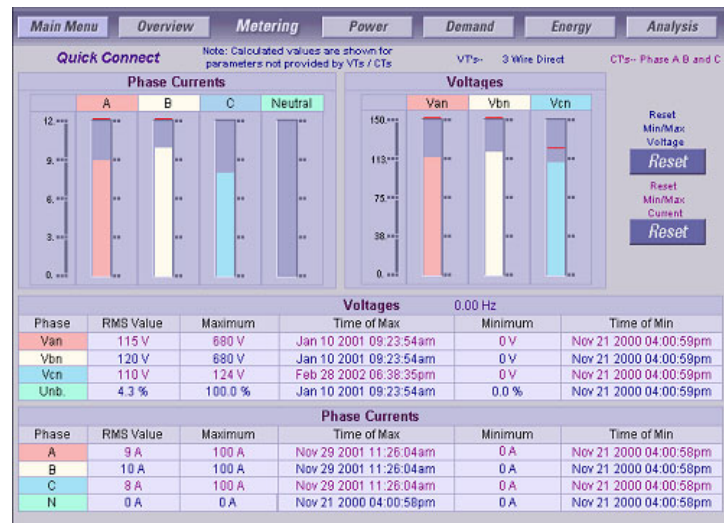 Main Menu Overview Metering Power Demand Energy Analysis
Quick Connect
Note: Calculated values are shown for
parameters not provided by VTs / CTs
VT's-- 3 Wire Direct
CT's-- Phase A B and C
Phase Currents
A B C Neutral
12.
9.
6.
3.
0.
Voltages
Van Vbn Vcn
150.
113.
75.
38.
0.
Reset
Min/Max
Voltage
Reset
Reset
Min/Max
Current
Reset
Voltages 0.00 Hz
Phase RMS Value Maximum Time of Max Minimum Time of Min
Van 115 V 680 V Jan 10 2001 09:23:54am 0 V Nov 21 2000 04:00:59pm
Vbn 120 V 680 V Jan 10 2001 09:23:54am 0 V Nov 21 2000 04:00:59pm
Vcn 110 V 124 V Feb 28 2002 06:38:35pm 0 V Nov 21 2000 04:00:59pm
Unb. 4.3 % 100.0 % Jan 10 2001 09:23:54am 0.0 % Nov 21 2000 04:00:59pm
Phase Currents
Phase RMS Value Maximum Time of Max Minimum Time of Min
A 9 A 100 A Nov 29 2001 11:26:04am 0 A Nov 21 2000 04:00:58pm
B 10 A 100 A Nov 29 2001 11:26:04am 0 A Nov 21 2000 04:00:58pm
C 8 A 100 A Nov 29 2001 11:26:04am 0 A Nov 21 2000 04:00:58pm
N 0 A 0 A Nov 21 2000 04:00:58pm 0 A Nov 21 2000 04:00:58pm